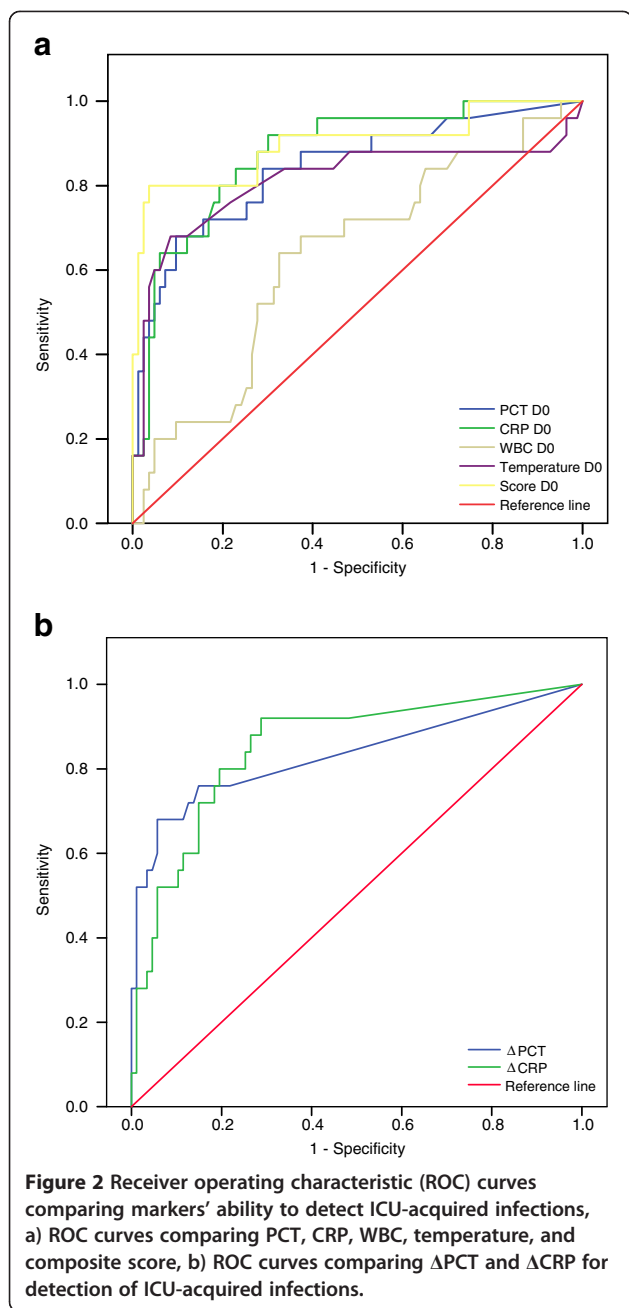 a
1.0
0.8
0.6
0.4
0.2
0.0
Sensitivity
PCT D0
CRP D0
WBC D0
Temperature D0
Score D0
Reference line
0.0 0.2 0.4 0.6 0.8 1.0
1 - Specificity
b
1.0
0.8
0.6
0.4
0.2
0.0
Sensitivity
ΔPCT
ΔCRP
Reference line
0.0 0.2 0.4 0.6 0.8 1.0
1 - Specificity
Figure 2 Receiver operating characteristic (ROC) curves
comparing markers’ ability to detect ICU-acquired infections,
a) ROC curves comparing PCT, CRP, WBC, temperature, and
composite score, b) ROC curves comparing ΔPCT and ΔCRP for
detection of ICU-acquired infections.